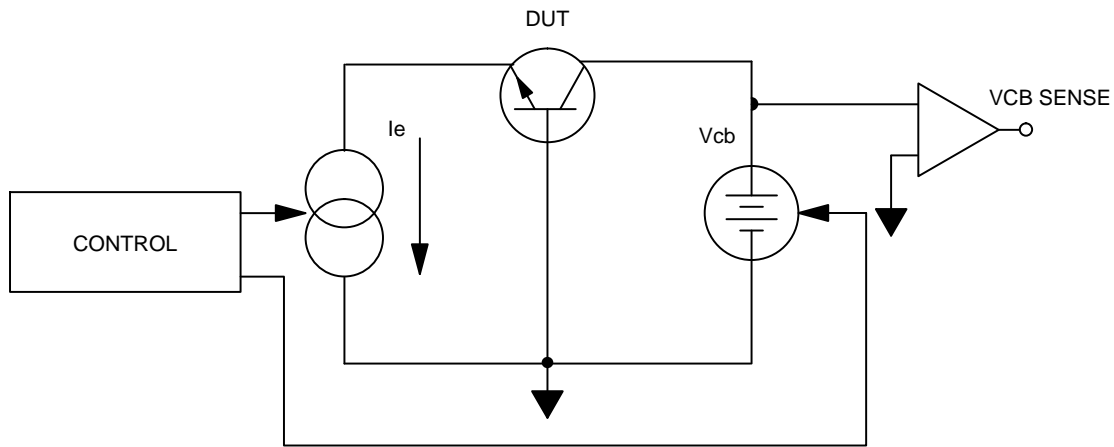 DUT
VCB SENSE
Ie
Vcb
CONTROL